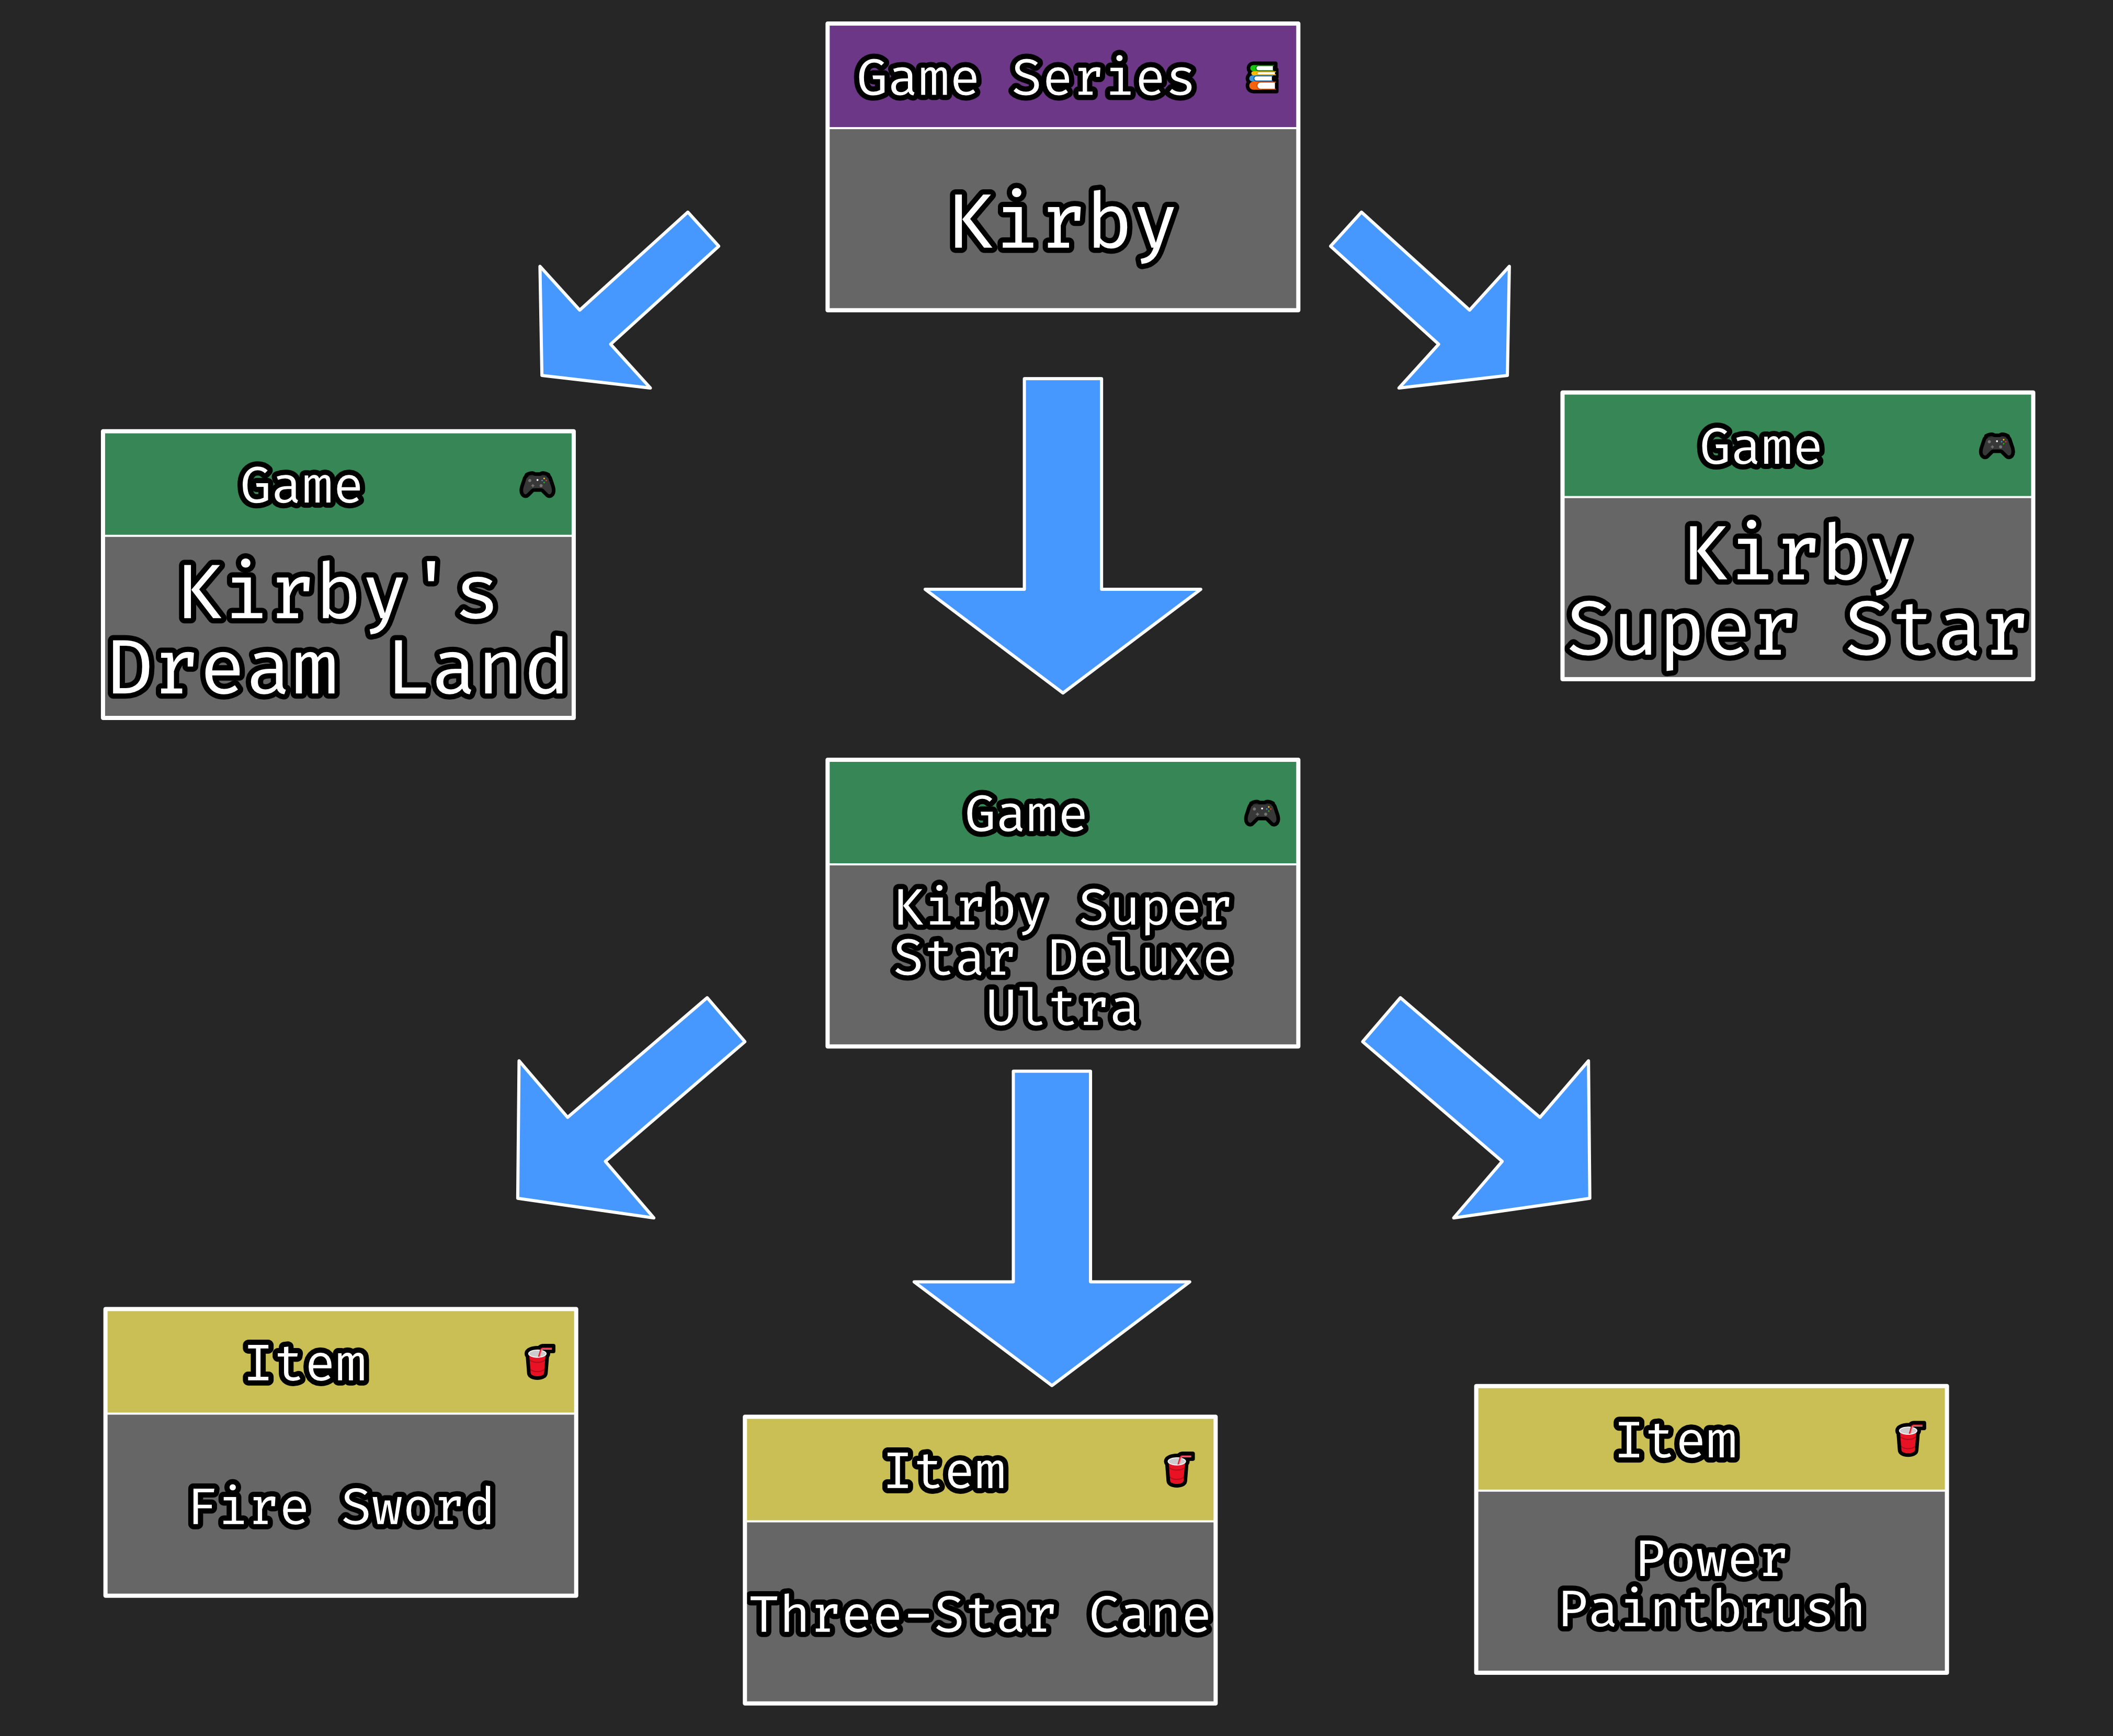 Game Series
Kirby
Game
Kirby's
Dream Land
Game
Kirby
Super Star
Game
Kirby Super
Star Deluxe
Ultra
Item
Fire Sword
Item
Three-Star Cane
Item
Power
Paintbrush